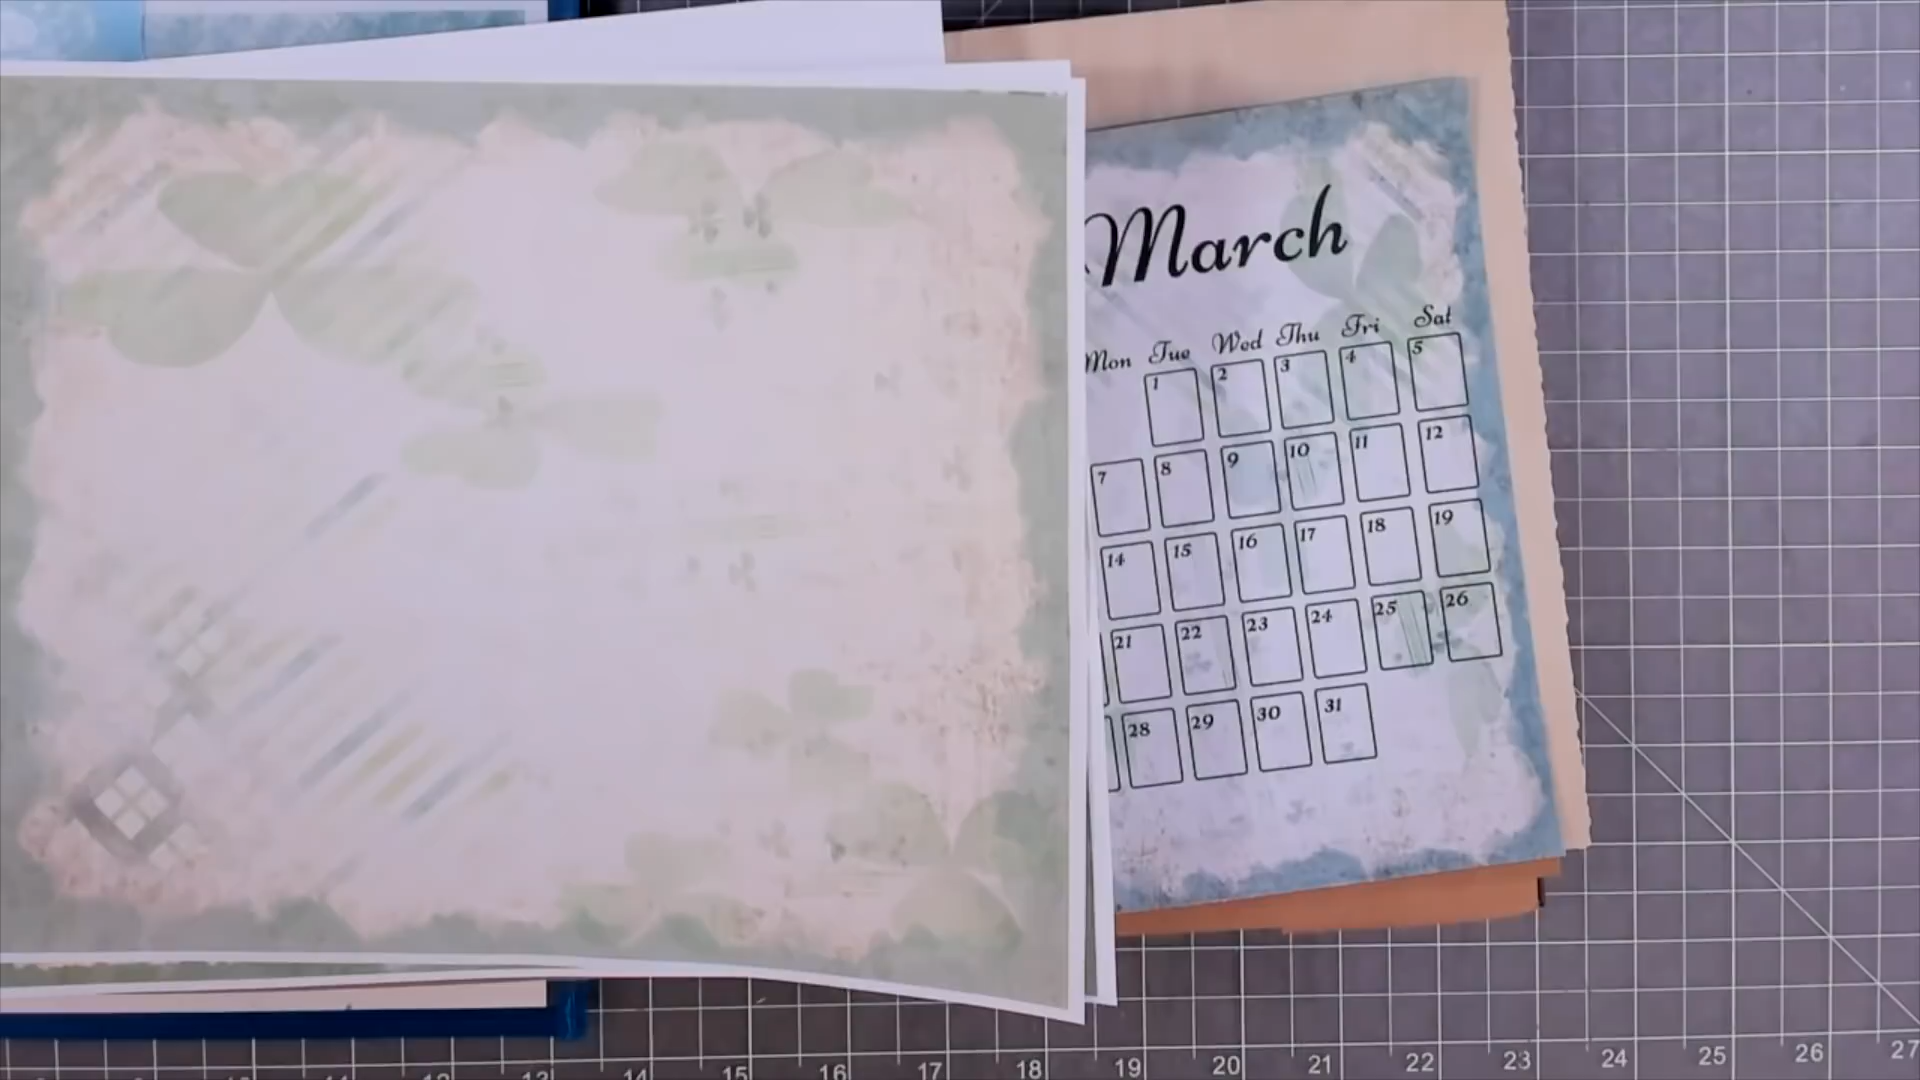 March
Mon Tue Wed Thu Fri Sat
1 2 3 4 5
7 8 9 10 11 12
14 15 16 17 18 19
21 22 23 24 25 26
28 29 30 31
13 14 15 16 17 18 19 20 21 22 23 24 25 26 27